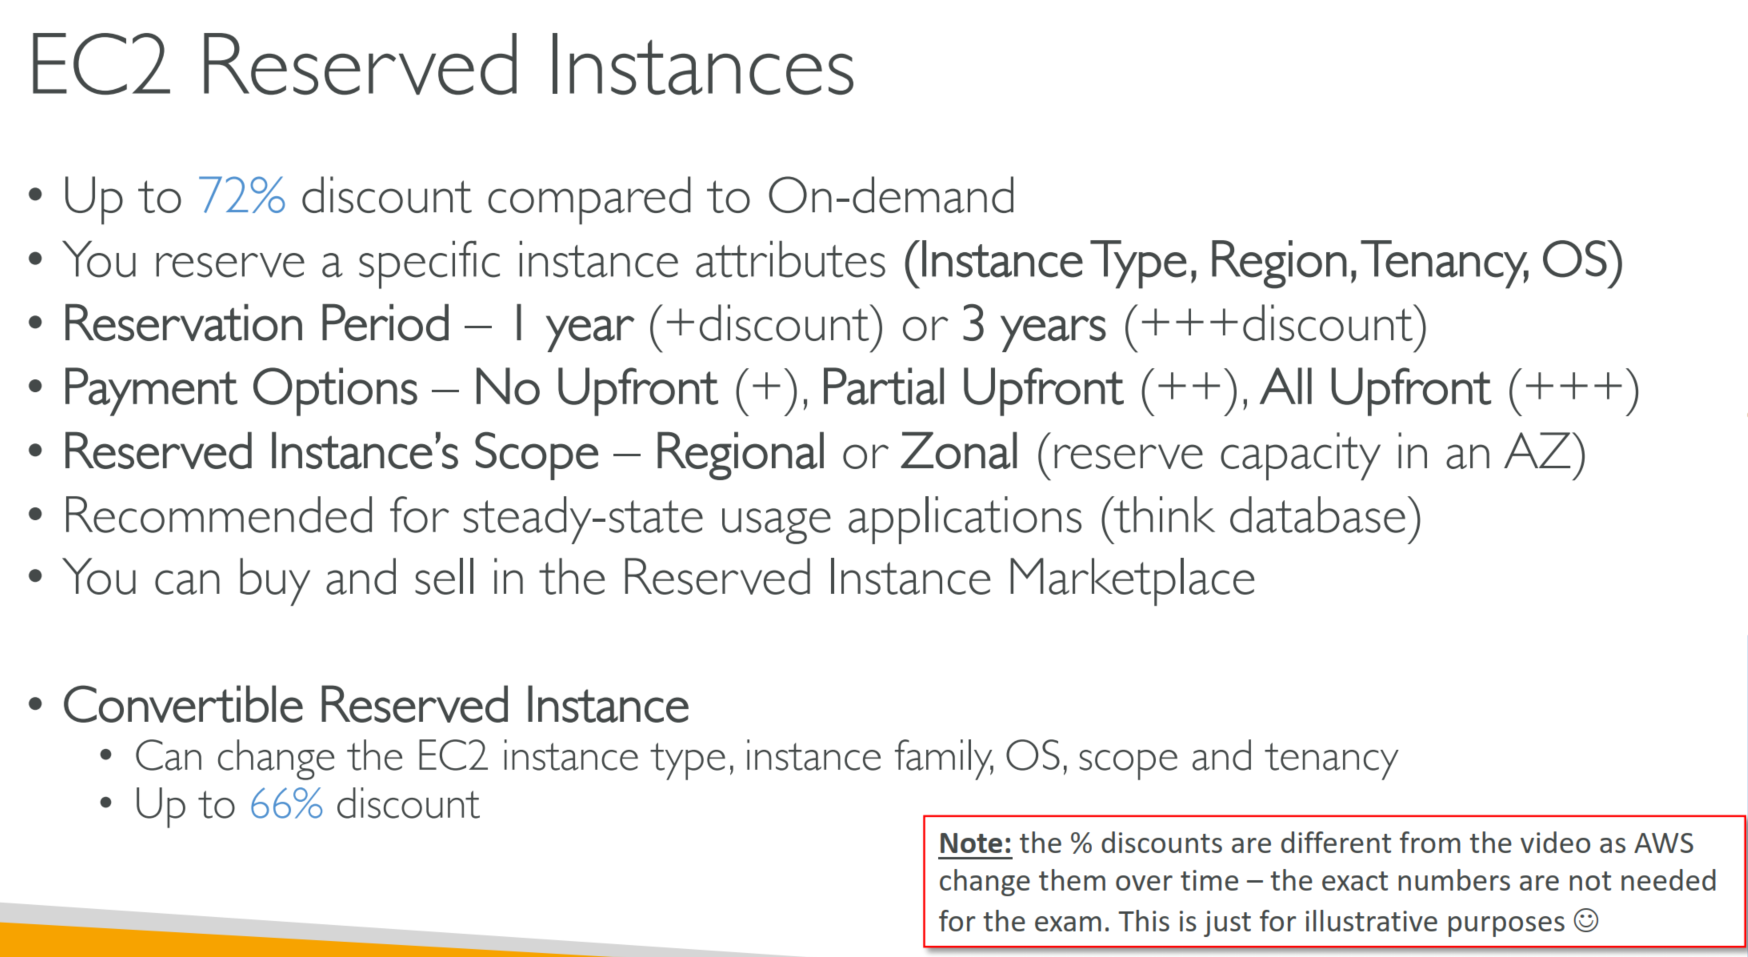 EC2 Reserved Instances
• Up to 72% discount compared to On-demand
• You reserve a specific instance attributes (Instance Type, Region, Tenancy, OS)
• Reservation Period – 1 year (+discount) or 3 years (+++discount)
• Payment Options – No Upfront (+), Partial Upfront (++), All Upfront (+++)
• Reserved Instance’s Scope – Regional or Zonal (reserve capacity in an AZ)
• Recommended for steady-state usage applications (think database)
• You can buy and sell in the Reserved Instance Marketplace
• Convertible Reserved Instance
• Can change the EC2 instance type, instance family, OS, scope and tenancy
• Up to 66% discount
Note: the % discounts are different from the video as AWS
change them over time – the exact numbers are not needed
for the exam. This is just for illustrative purposes ☺